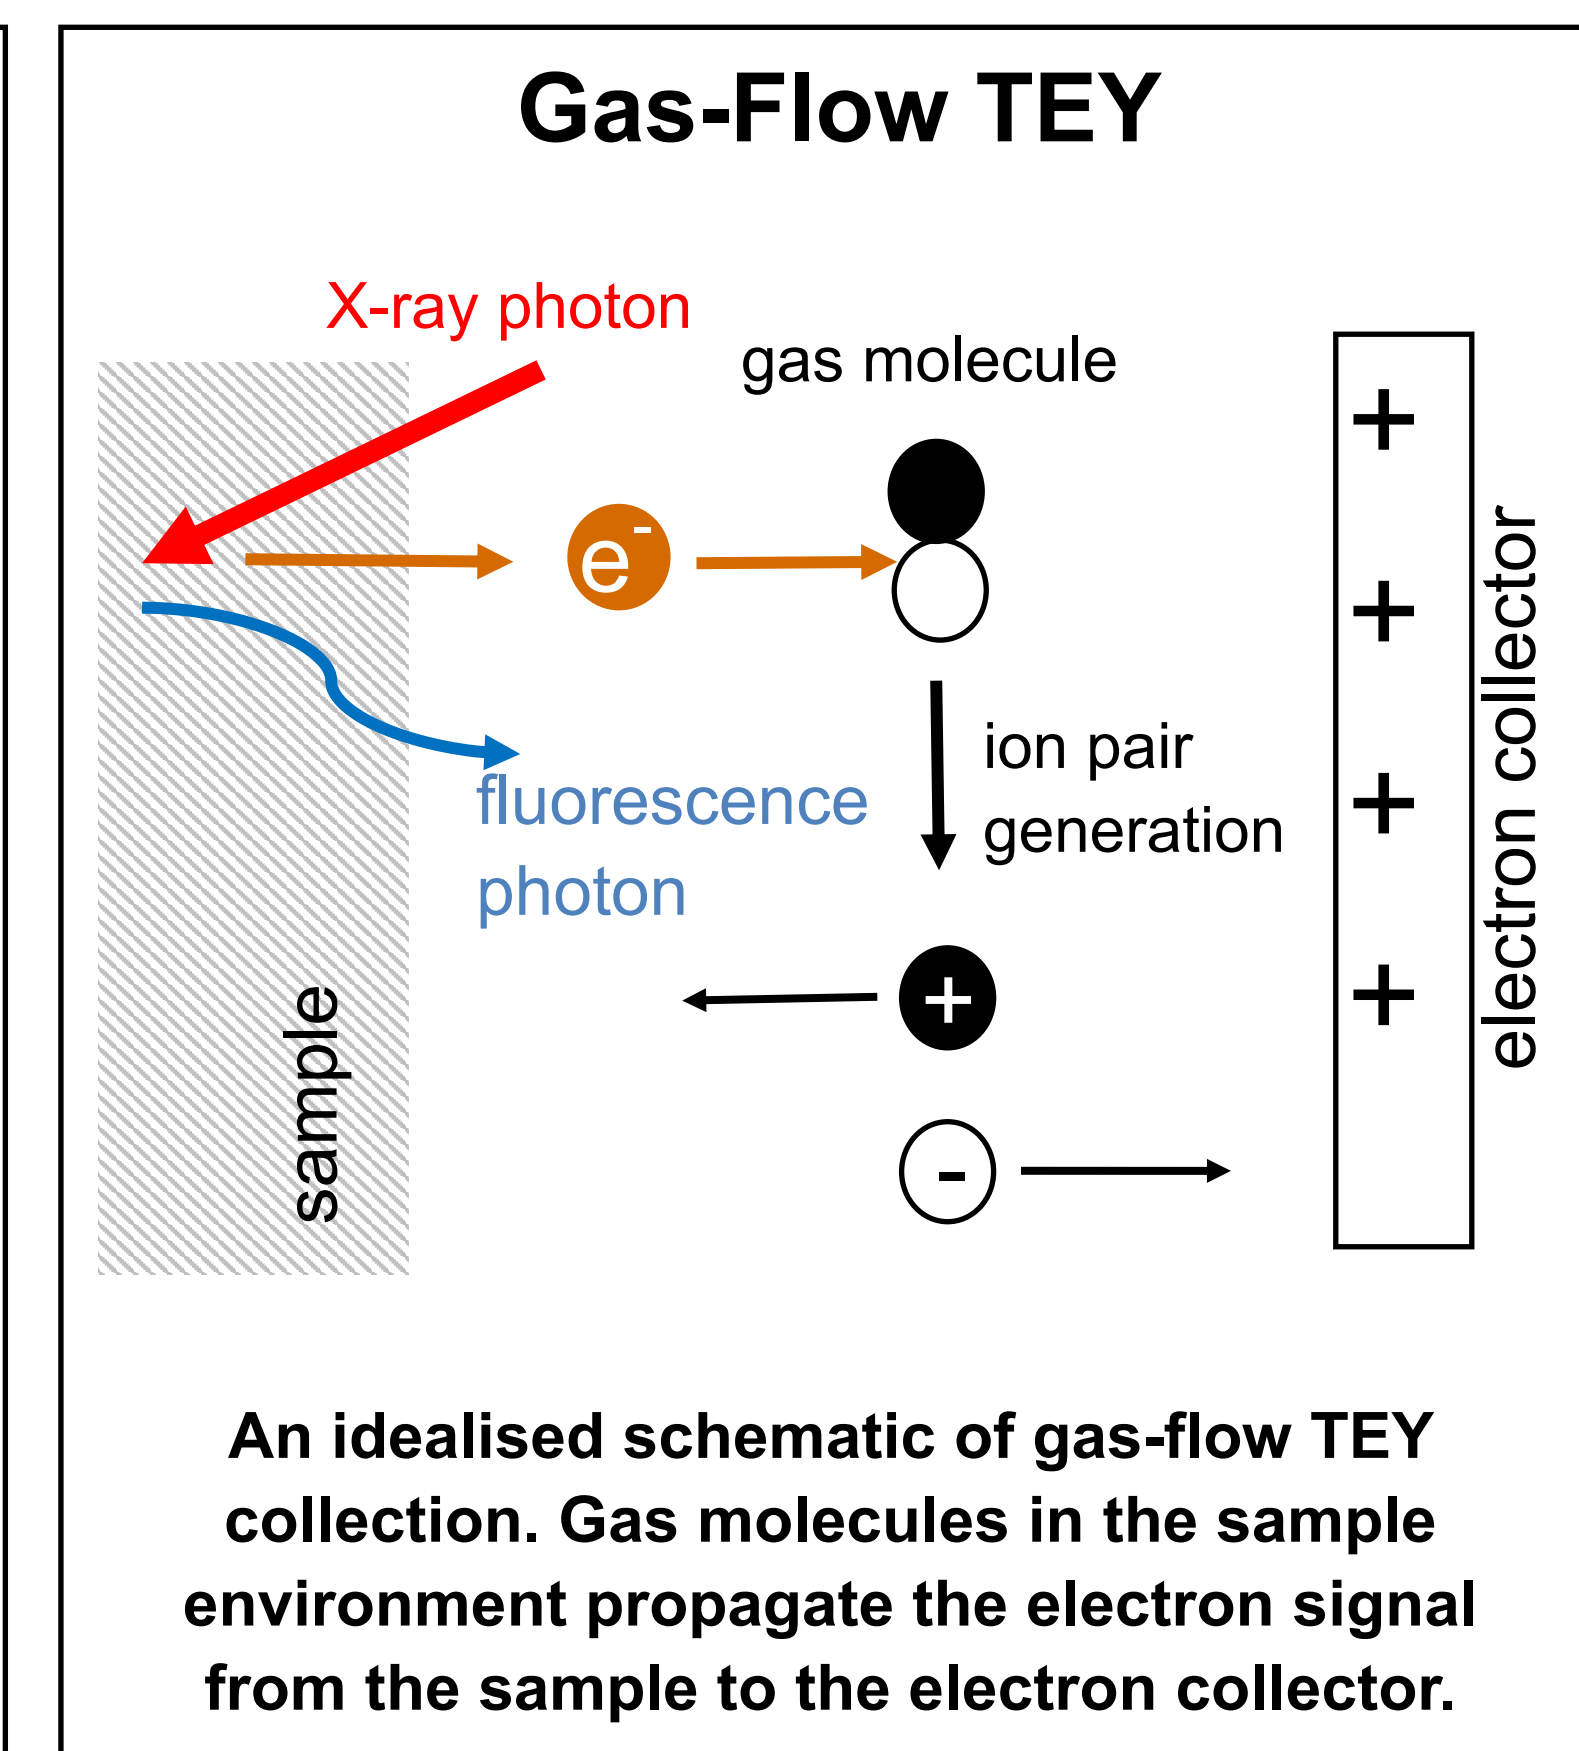 Gas-Flow TEY
X-ray photon
gas molecule
e-
fluorescence
photon
ion pair
generation
+
-
+
+
+
+
electron collector
sample
An idealised schematic of gas-flow TEY
collection. Gas molecules in the sample
environment propagate the electron signal
from the sample to the electron collector.